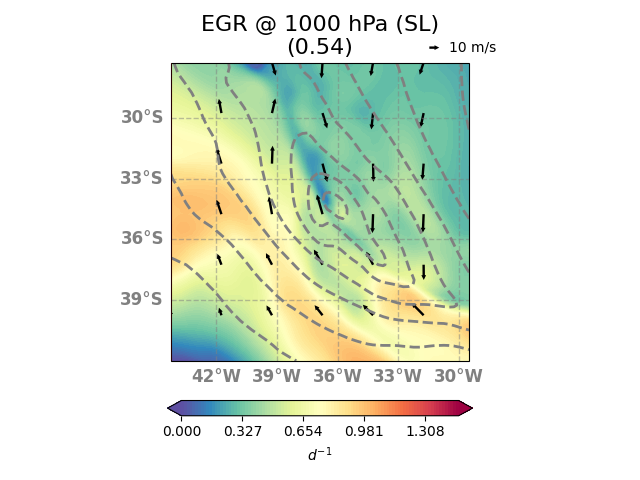 EGR @ 1000 hPa (SL)
(0.54)
10 m/s
30°S
33°S
36°S
39°S
42°W 39°W 36°W 33°W 30°W
0.000 0.327 0.654 0.981 1.308
d⁻¹